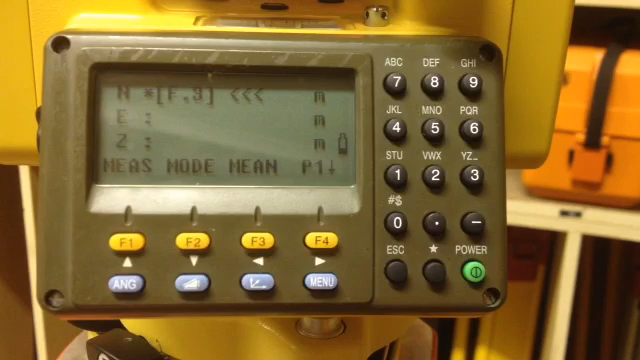 N *[F.3] <<< m
E : m
Z : m
MEAS MODE MEAN P1↓
F1 F2 F3 F4
ANG MENU
ABC DEF GHI
7 8 9
JKL MNO PQR
4 5 6
STU VWX YZ_
1 2 3
#$
0 . –
ESC ★ POWER